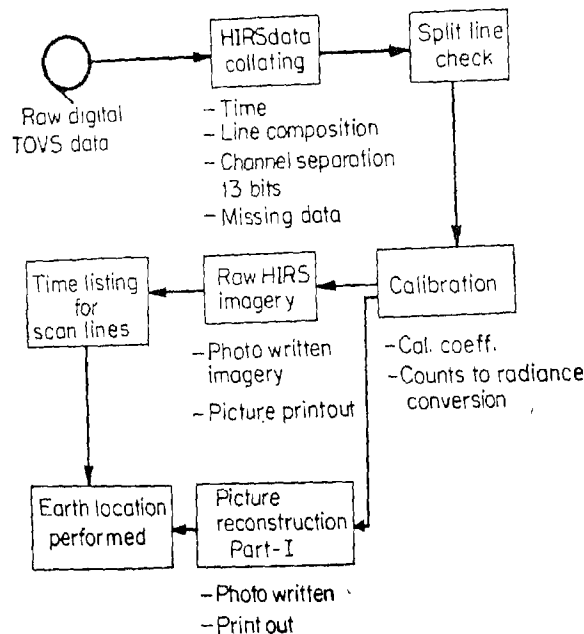 Raw digital
TOVS data
HIRSdata
collating
- Time
- Line composition
- Channel separation
13 bits
- Missing data
Split line
check
Calibration
- Cal. coeff.
- Counts to radiance
conversion
Raw HIRS
imagery
- Photo written
imagery
- Picture printout
Time listing
for
scan lines
Picture
reconstruction
Part-I
- Photo written
- Print out
Earth location
performed